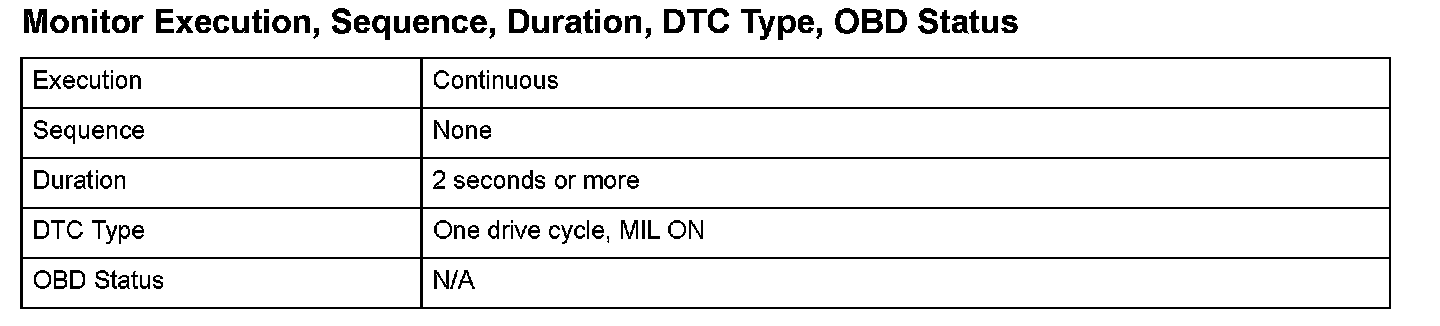 Monitor Execution, Sequence, Duration, DTC Type, OBD Status
Execution Continuous
Sequence None
Duration 2 seconds or more
DTC Type One drive cycle, MIL ON
OBD Status N/A